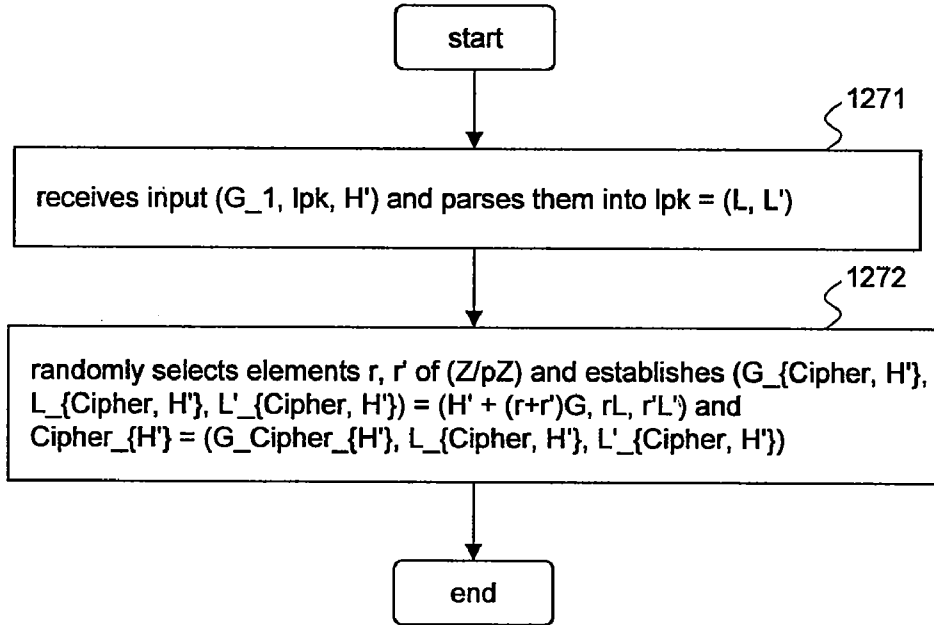 start
1271
receives input (G_1, lpk, H') and parses them into lpk = (L, L')
1272
randomly selects elements r, r' of (Z/pZ) and establishes (G_{Cipher, H'},
L_{Cipher, H'}, L'_{Cipher, H'}) = (H' + (r+r')G, rL, r'L') and
Cipher_{H'} = (G_Cipher_{H'}, L_{Cipher, H'}, L'_{Cipher, H'})
end